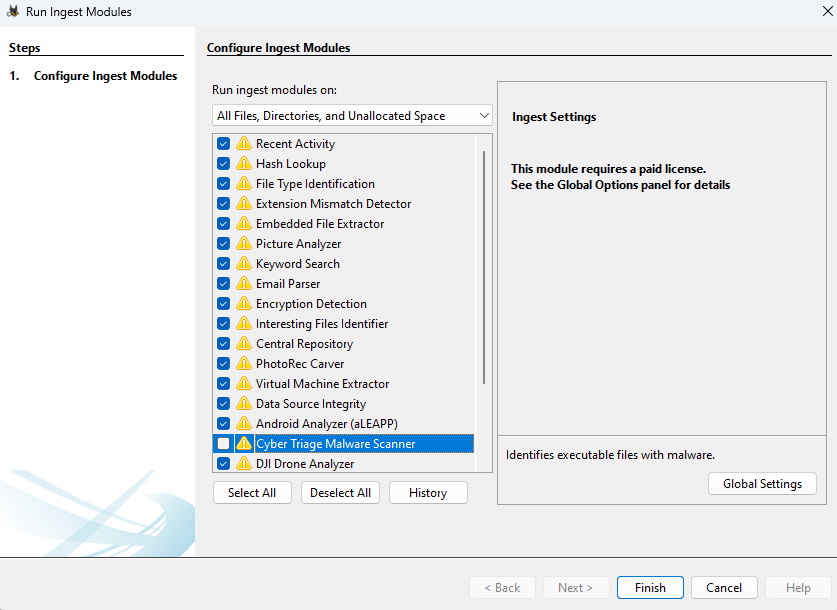 Run Ingest Modules
Steps
1. Configure Ingest Modules
Configure Ingest Modules
Run ingest modules on:
All Files, Directories, and Unallocated Space
Recent Activity
Hash Lookup
File Type Identification
Extension Mismatch Detector
Embedded File Extractor
Picture Analyzer
Keyword Search
Email Parser
Encryption Detection
Interesting Files Identifier
Central Repository
PhotoRec Carver
Virtual Machine Extractor
Data Source Integrity
Android Analyzer (aLEAPP)
Cyber Triage Malware Scanner
DJI Drone Analyzer
Select All
Deselect All
History
Ingest Settings
This module requires a paid license.
See the Global Options panel for details
Identifies executable files with malware.
Global Settings
< Back
Next >
Finish
Cancel
Help